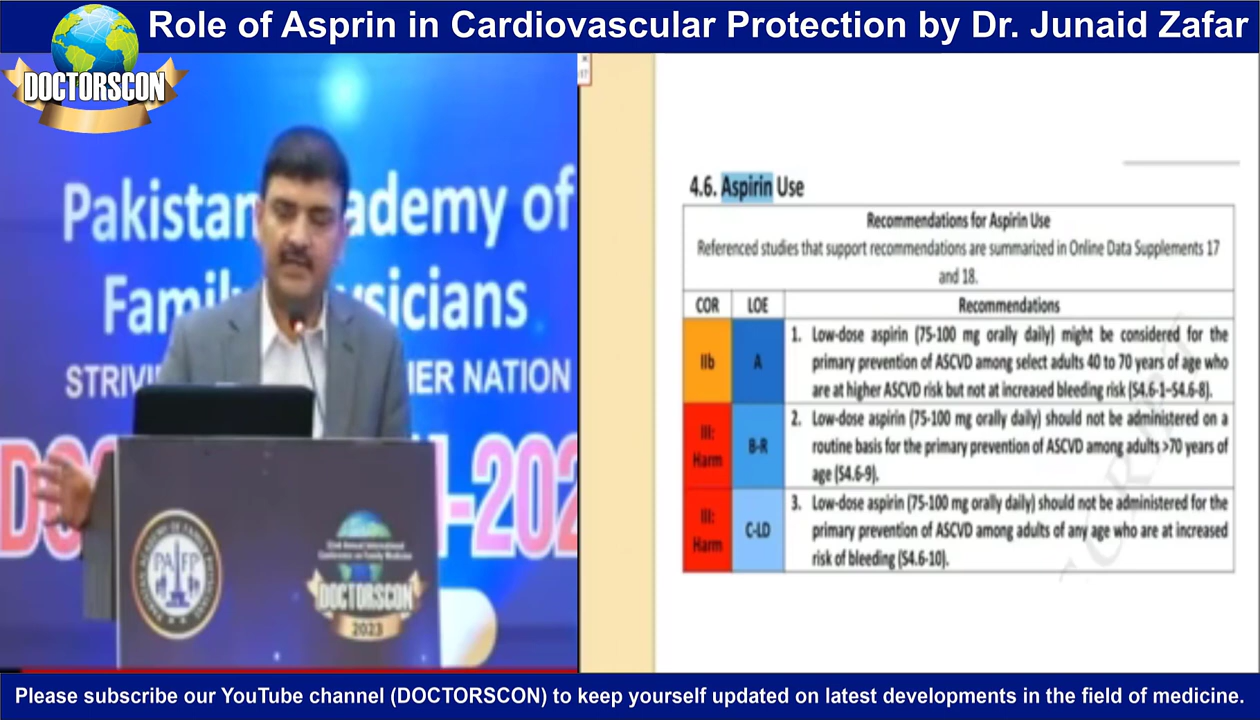 Role of Asprin in Cardiovascular Protection by Dr. Junaid Zafar
DOCTORSCON
Pakistan ademy of
Fami sicians
STRIVI IER NATION
-202
PAFP
DOCTORSCON
2023
4.6. Aspirin Use
Recommendations for Aspirin Use
Referenced studies that support recommendations are summarized in Online Data Supplements 17
and 18.
COR LOE Recommendations
IIb A 1. Low-dose aspirin (75-100 mg orally daily) might be considered for the
primary prevention of ASCVD among select adults 40 to 70 years of age who
are at higher ASCVD risk but not at increased bleeding risk (S4.6-1–S4.6-8).
III: Harm B-R 2. Low-dose aspirin (75-100 mg orally daily) should not be administered on a
routine basis for the primary prevention of ASCVD among adults >70 years of
age (S4.6-9).
III: Harm C-LD 3. Low-dose aspirin (75-100 mg orally daily) should not be administered for the
primary prevention of ASCVD among adults of any age who are at increased
risk of bleeding (S4.6-10).
Please subscribe our YouTube channel (DOCTORSCON) to keep yourself updated on latest developments in the field of medicine.